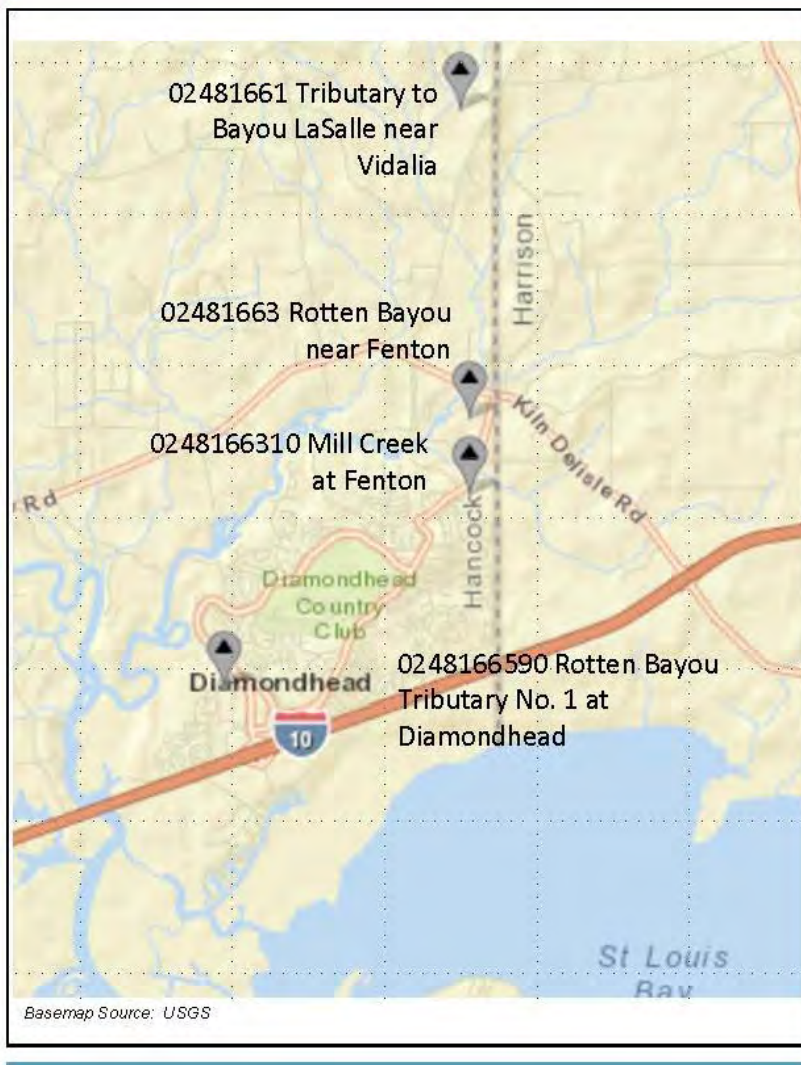 02481661 Tributary to
Bayou LaSalle near
Vidalia
Harrison
02481663 Rotten Bayou
near Fenton
Kiln Delisle Rd
0248166310 Mill Creek
at Fenton
Rd
Hancock
Diamondhead
Country
Club
Diamondhead
0248166590 Rotten Bayou
Tributary No. 1 at
Diamondhead
10
St Louis
Bay
Basemap Source: USGS